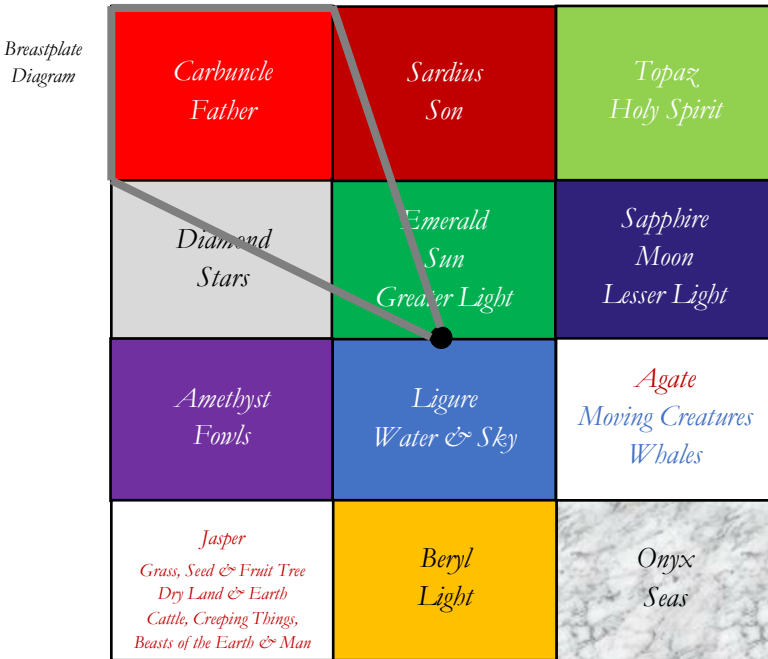 Breastplate
Diagram
Carbuncle
Father
Sardius
Son
Topaz
Holy Spirit
Diamond
Stars
Emerald
Sun
Greater Light
Sapphire
Moon
Lesser Light
Amethyst
Fowls
Ligure
Water & Sky
Agate
Moving Creatures
Whales
Jasper
Grass, Seed & Fruit Tree
Dry Land & Earth
Cattle, Creeping Things,
Beasts of the Earth & Man
Beryl
Light
Onyx
Seas